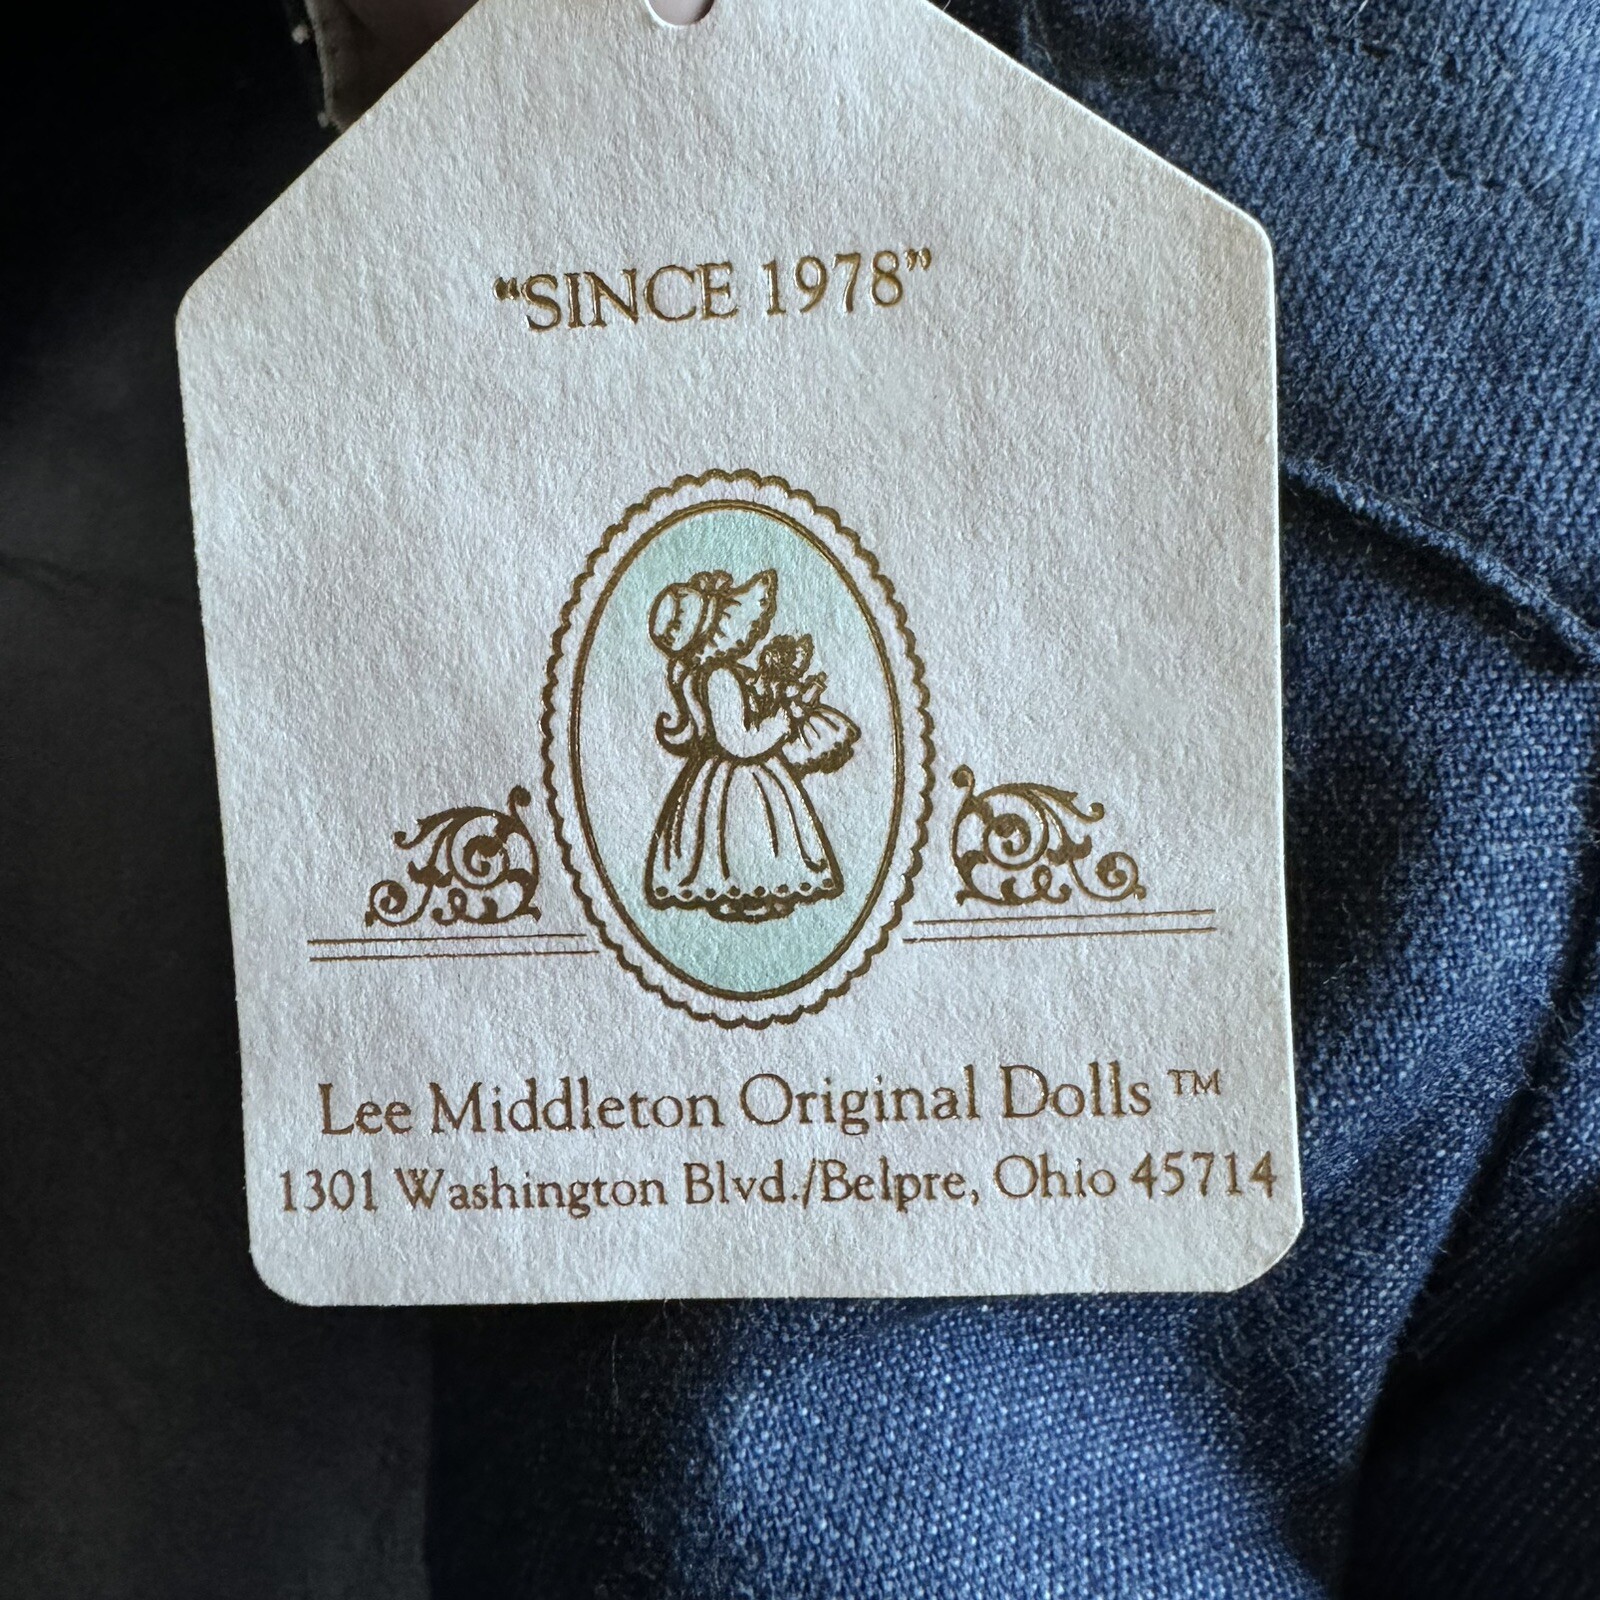 “SINCE 1978”
Lee Middleton Original Dolls ™
1301 Washington Blvd./Belpre, Ohio 45714